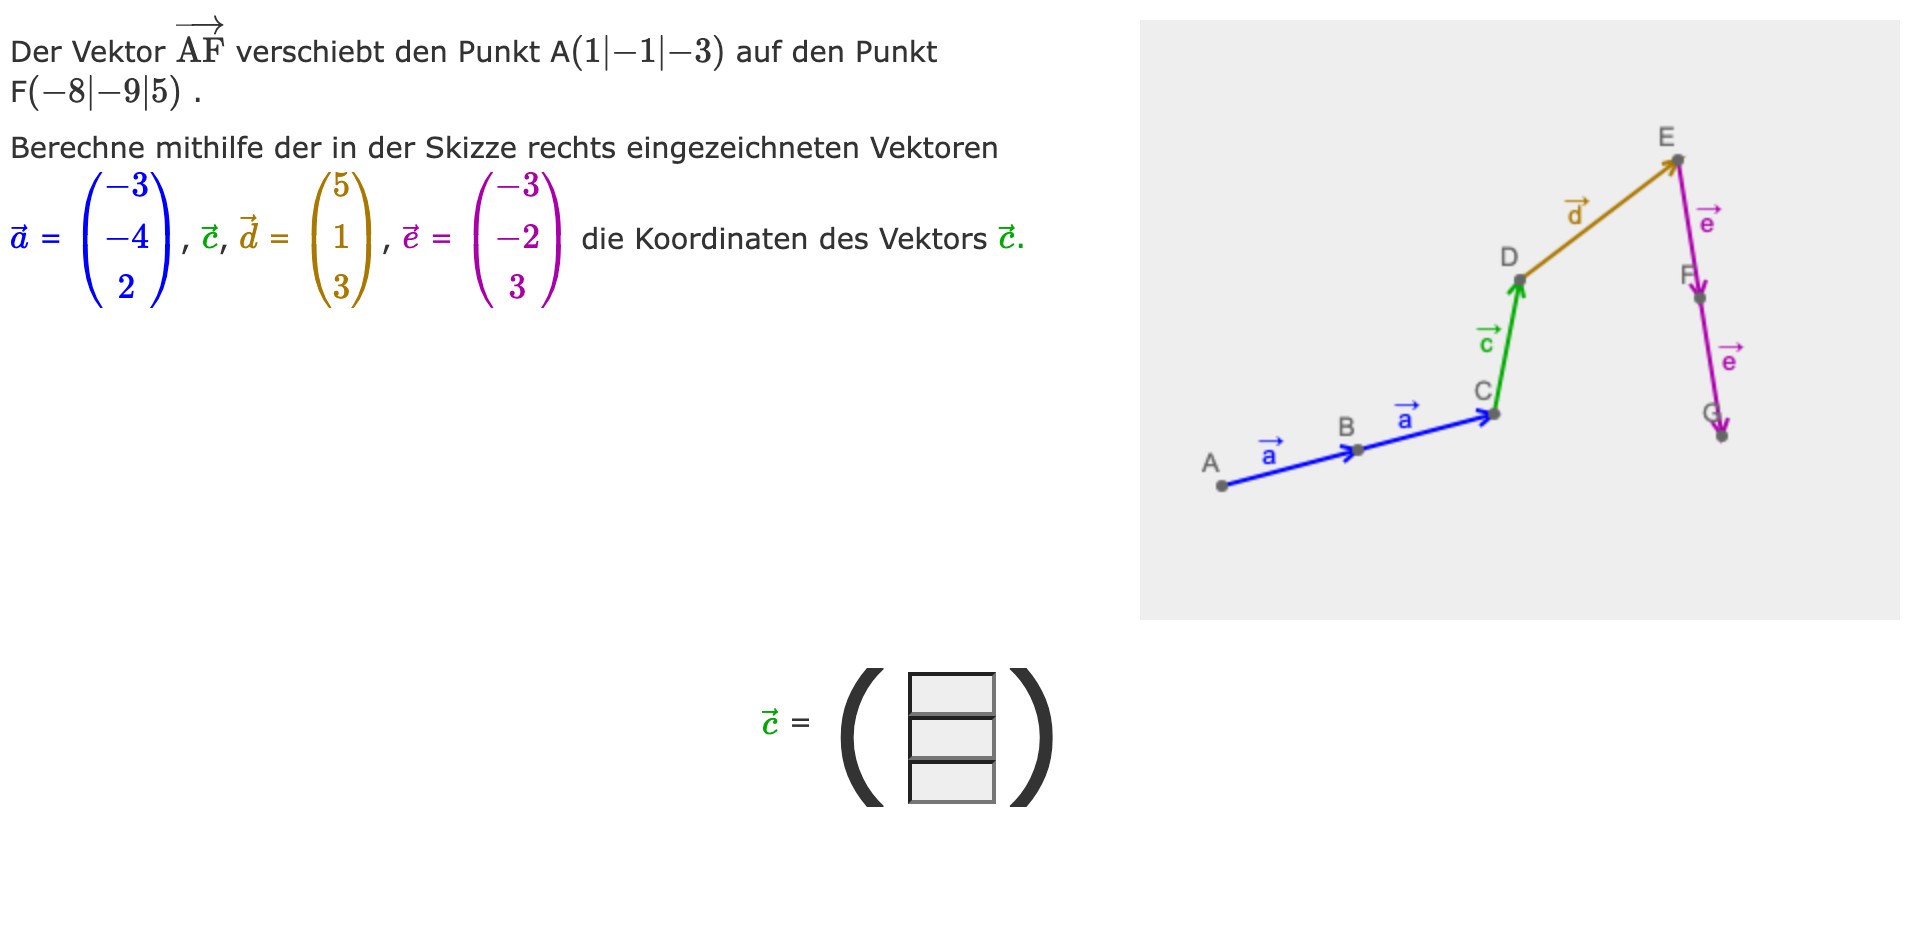 Der Vektor \overrightarrow{AF} verschiebt den Punkt A(1|−1|−3) auf den Punkt
F(−8|−9|5) .
Berechne mithilfe der in der Skizze rechts eingezeichneten Vektoren
\vec{a} = \begin{pmatrix} −3 \\ −4 \\ 2 \end{pmatrix}, \vec{c}, \vec{d} = \begin{pmatrix} 5 \\ 1 \\ 3 \end{pmatrix}, \vec{e} = \begin{pmatrix} −3 \\ −2 \\ 3 \end{pmatrix} die Koordinaten des Vektors \vec{c}.
E
\vec{d}
\vec{e}
D
F
\vec{c}
\vec{e}
C
G
B
\vec{a}
A
\vec{a}
\vec{c} = ( )